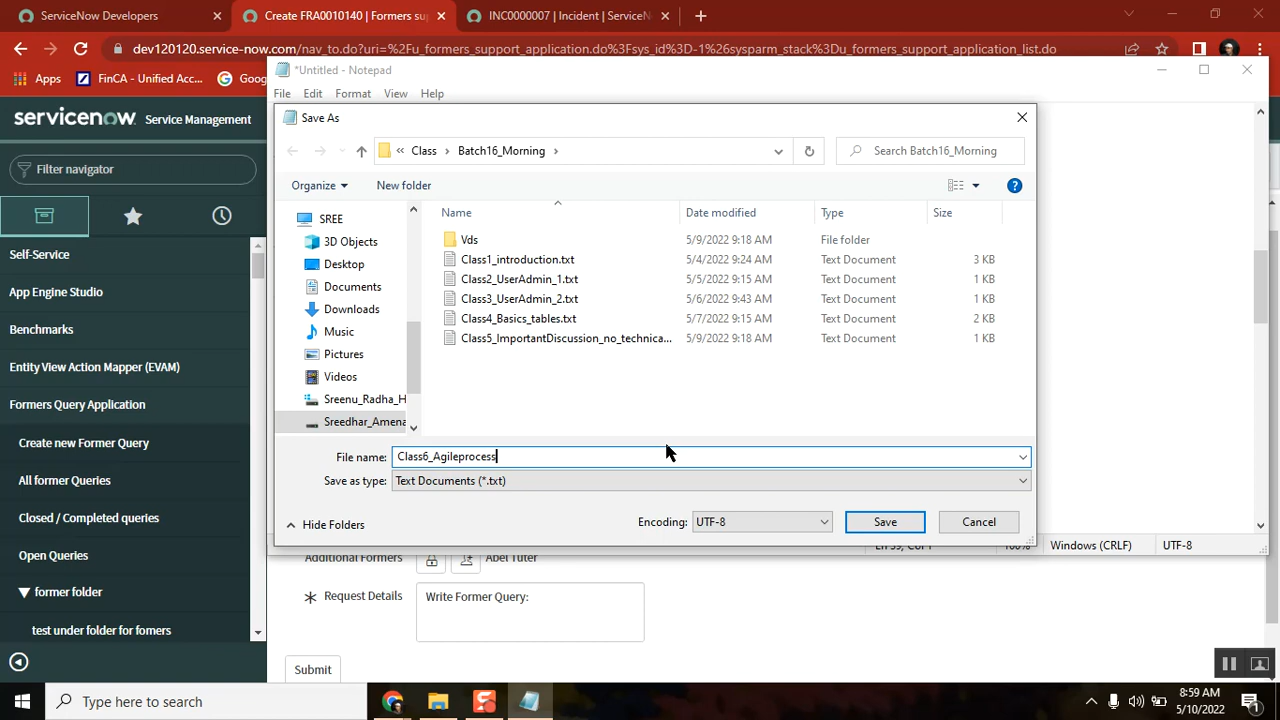 ServiceNow Developers
Create FRA0010140 | Formers su
INC0000007 | Incident | ServiceN
dev120120.service-now.com/nav_to.do?uri=%2Fu_formers_support_application.do%3Fsys_id%3D-1%26sysparm_stack%3Du_formers_support_application_list.do
Apps
FinCA - Unified Acc...
Goog
*Untitled - Notepad
File Edit Format View Help
servicenow Service Management
Filter navigator
Self-Service
App Engine Studio
Benchmarks
Entity View Action Mapper (EVAM)
Formers Query Application
Create new Former Query
All former Queries
Closed / Completed queries
Open Queries
▼ former folder
test under folder for fomers
Save As
« Class › Batch16_Morning ›
Search Batch16_Morning
Organize
New folder
SREE
3D Objects
Desktop
Documents
Downloads
Music
Pictures
Videos
Sreenu_Radha_H
Sreedhar_Amena
Name Date modified Type Size
Vds 5/9/2022 9:18 AM File folder
Class1_introduction.txt 5/4/2022 9:24 AM Text Document 3 KB
Class2_UserAdmin_1.txt 5/5/2022 9:15 AM Text Document 1 KB
Class3_UserAdmin_2.txt 5/6/2022 9:43 AM Text Document 1 KB
Class4_Basics_tables.txt 5/7/2022 9:15 AM Text Document 2 KB
Class5_ImportantDiscussion_no_technica... 5/9/2022 9:18 AM Text Document 1 KB
File name: Class6_Agileprocess
Save as type: Text Documents (*.txt)
Hide Folders
Encoding: UTF-8
Save
Cancel
100% Windows (CRLF) UTF-8
Additional Formers Abel Tuter
Request Details Write Former Query:
Submit
Type here to search
8:59 AM
5/10/2022
1